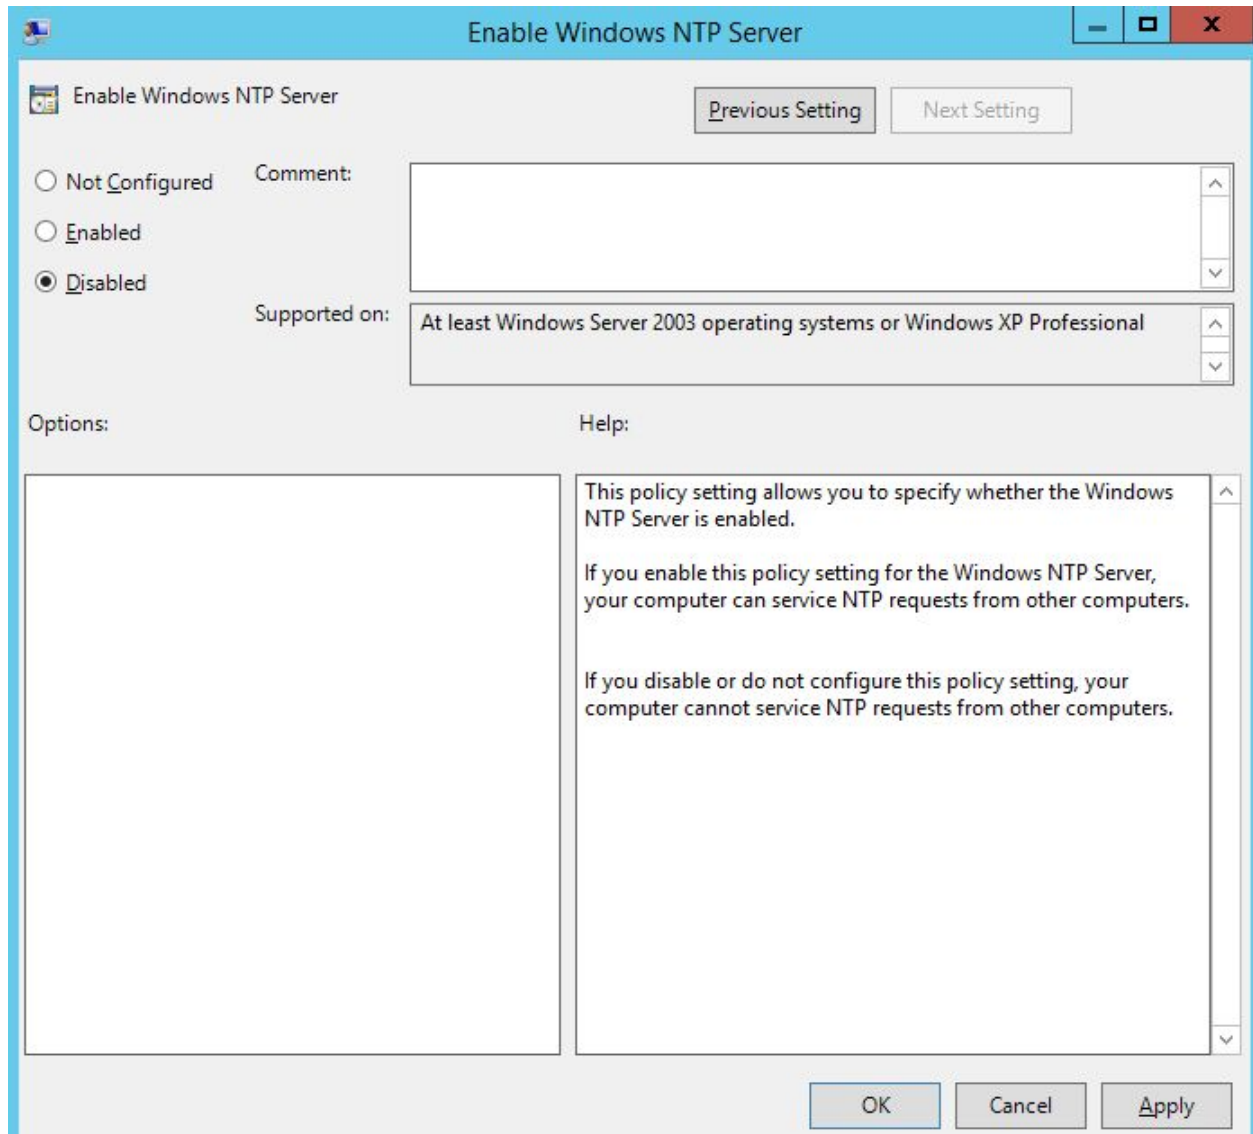 Enable Windows NTP Server
Enable Windows NTP Server
Previous Setting
Next Setting
Not Configured
Comment:
Enabled
Disabled
Supported on:
At least Windows Server 2003 operating systems or Windows XP Professional
Options:
Help:
This policy setting allows you to specify whether the Windows
NTP Server is enabled.
If you enable this policy setting for the Windows NTP Server,
your computer can service NTP requests from other computers.
If you disable or do not configure this policy setting, your
computer cannot service NTP requests from other computers.
OK
Cancel
Apply